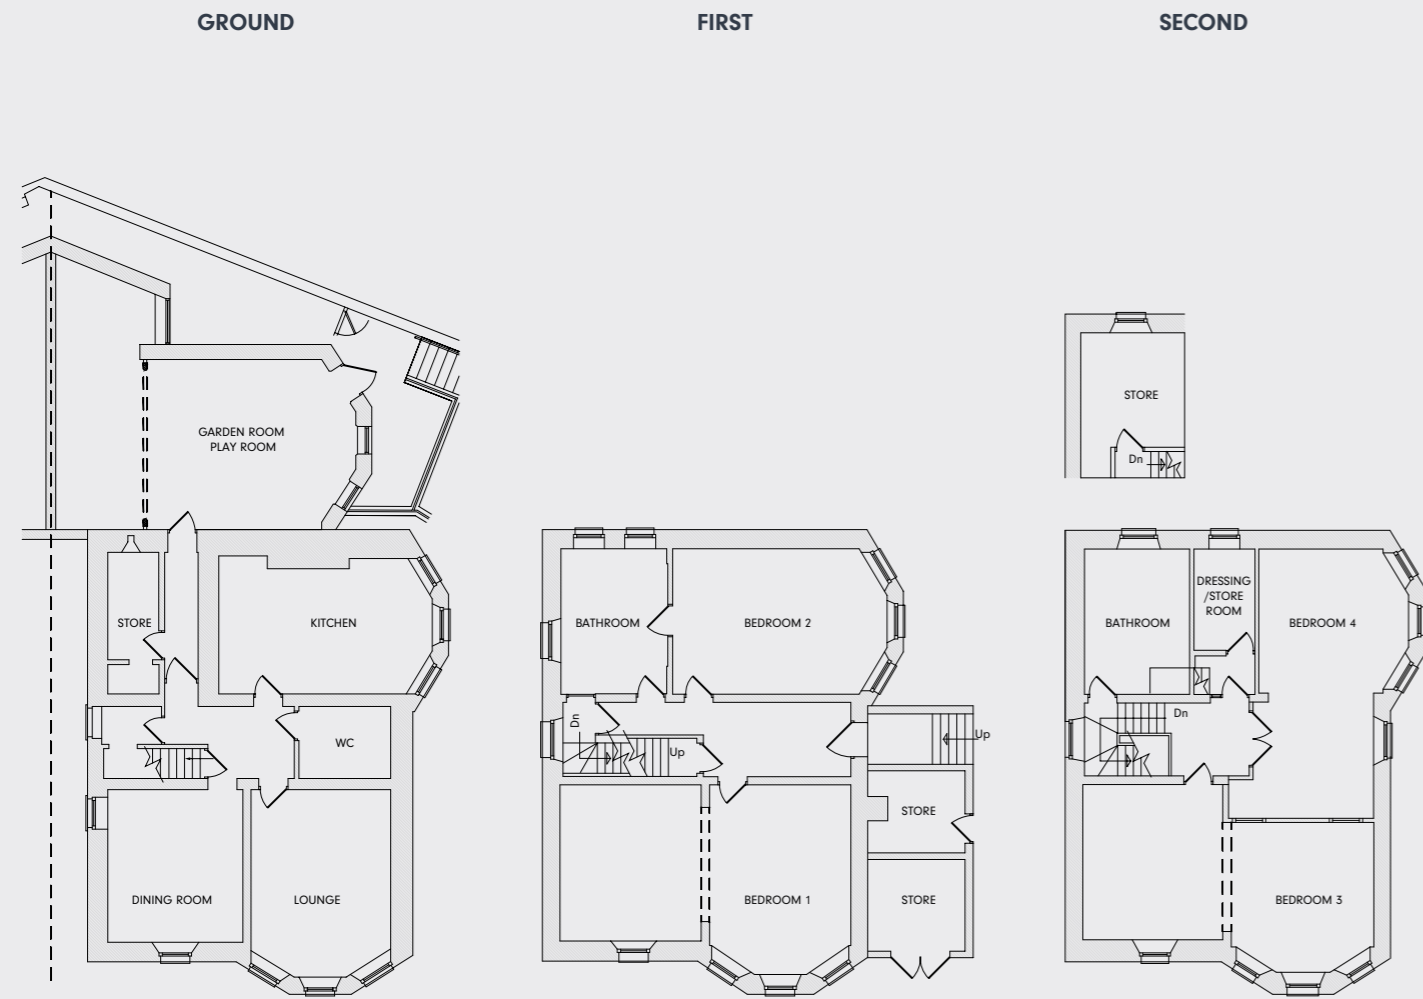 GROUND
FIRST
SECOND
GARDEN ROOM
PLAY ROOM
STORE
KITCHEN
WC
DINING ROOM
LOUNGE
BATHROOM
BEDROOM 2
Dn
Up
Up
STORE
STORE
BEDROOM 1
STORE
Dn
BATHROOM
DRESSING
/STORE
ROOM
BEDROOM 4
Dn
BEDROOM 3